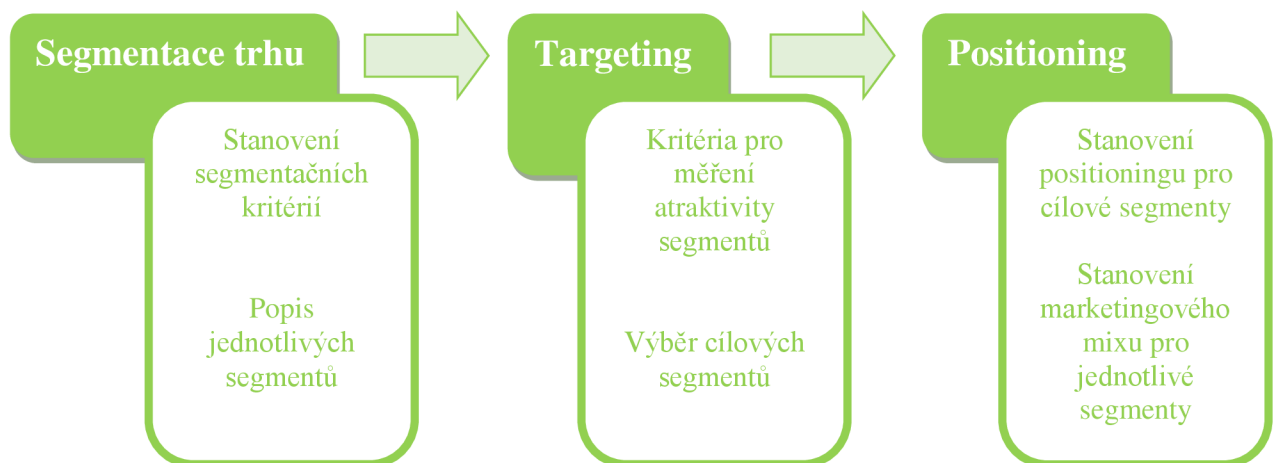 Segmentace trhu
Stanovení
segmentačních
kritérií
Popis
jednotlivých
segmentů
Targeting
Kritéria pro
měření
atraktivity
segmentů
Výběr cílových
segmentů
Positioning
Stanovení
positioningu pro
cílové segmenty
Stanovení
marketingového
mixu pro
jednotlivé
segmenty